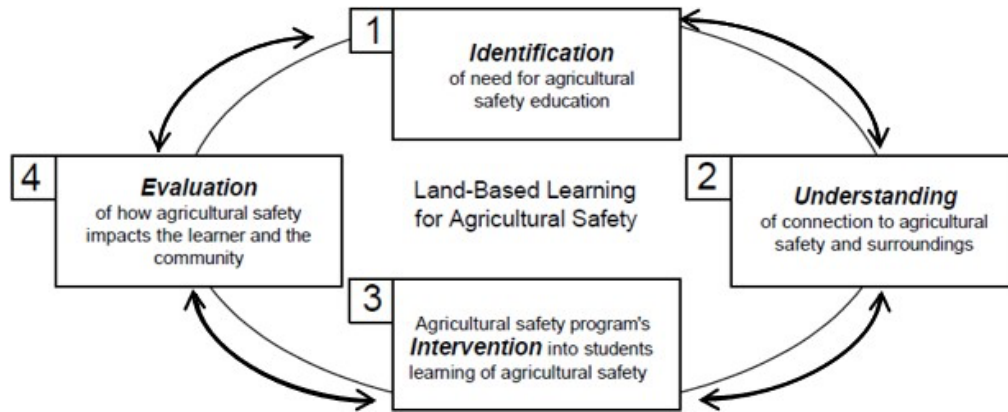 1
Identification
of need for agricultural
safety education
2
Understanding
of connection to agricultural
safety and surroundings
3
Agricultural safety program's
Intervention into students
learning of agricultural safety
4
Evaluation
of how agricultural safety
impacts the learner and the
community
Land-Based Learning
for Agricultural Safety